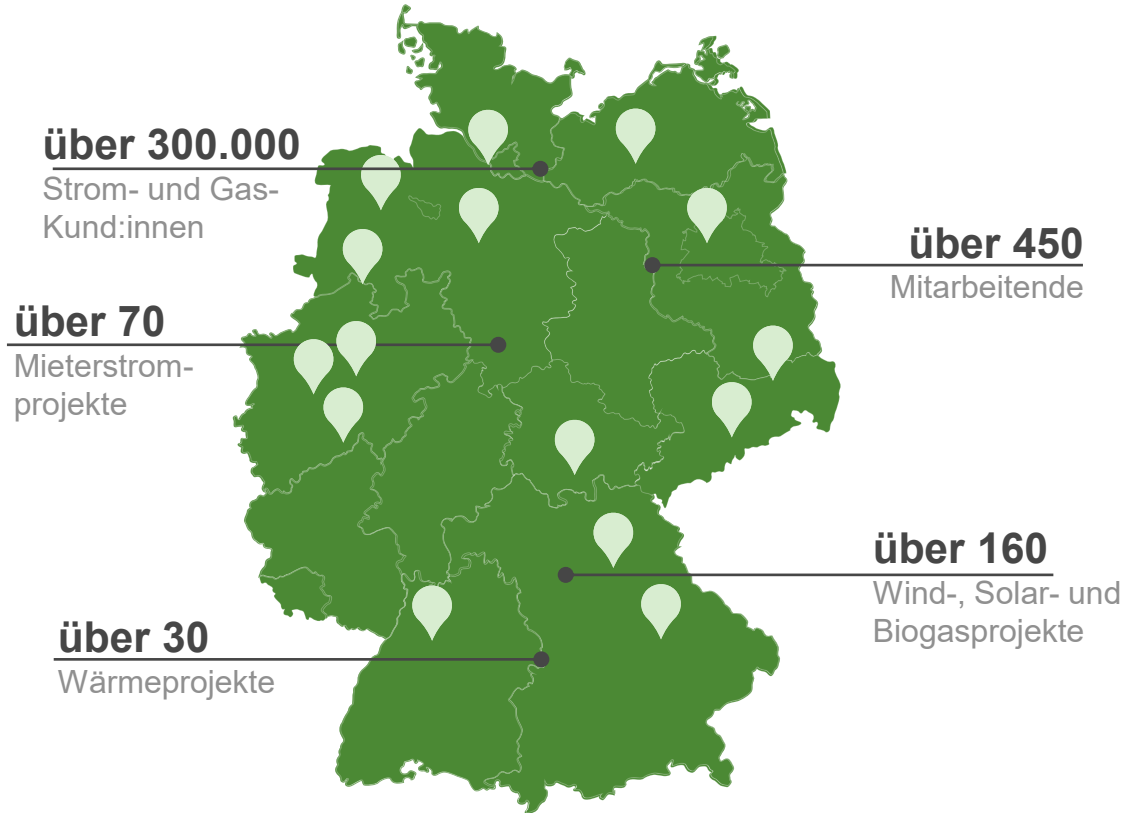 über 300.000
Strom- und Gas-
Kund:innen
über 450
Mitarbeitende
über 70
Mieterstrom-
projekte
über 160
Wind-, Solar- und
Biogasprojekte
über 30
Wärmeprojekte